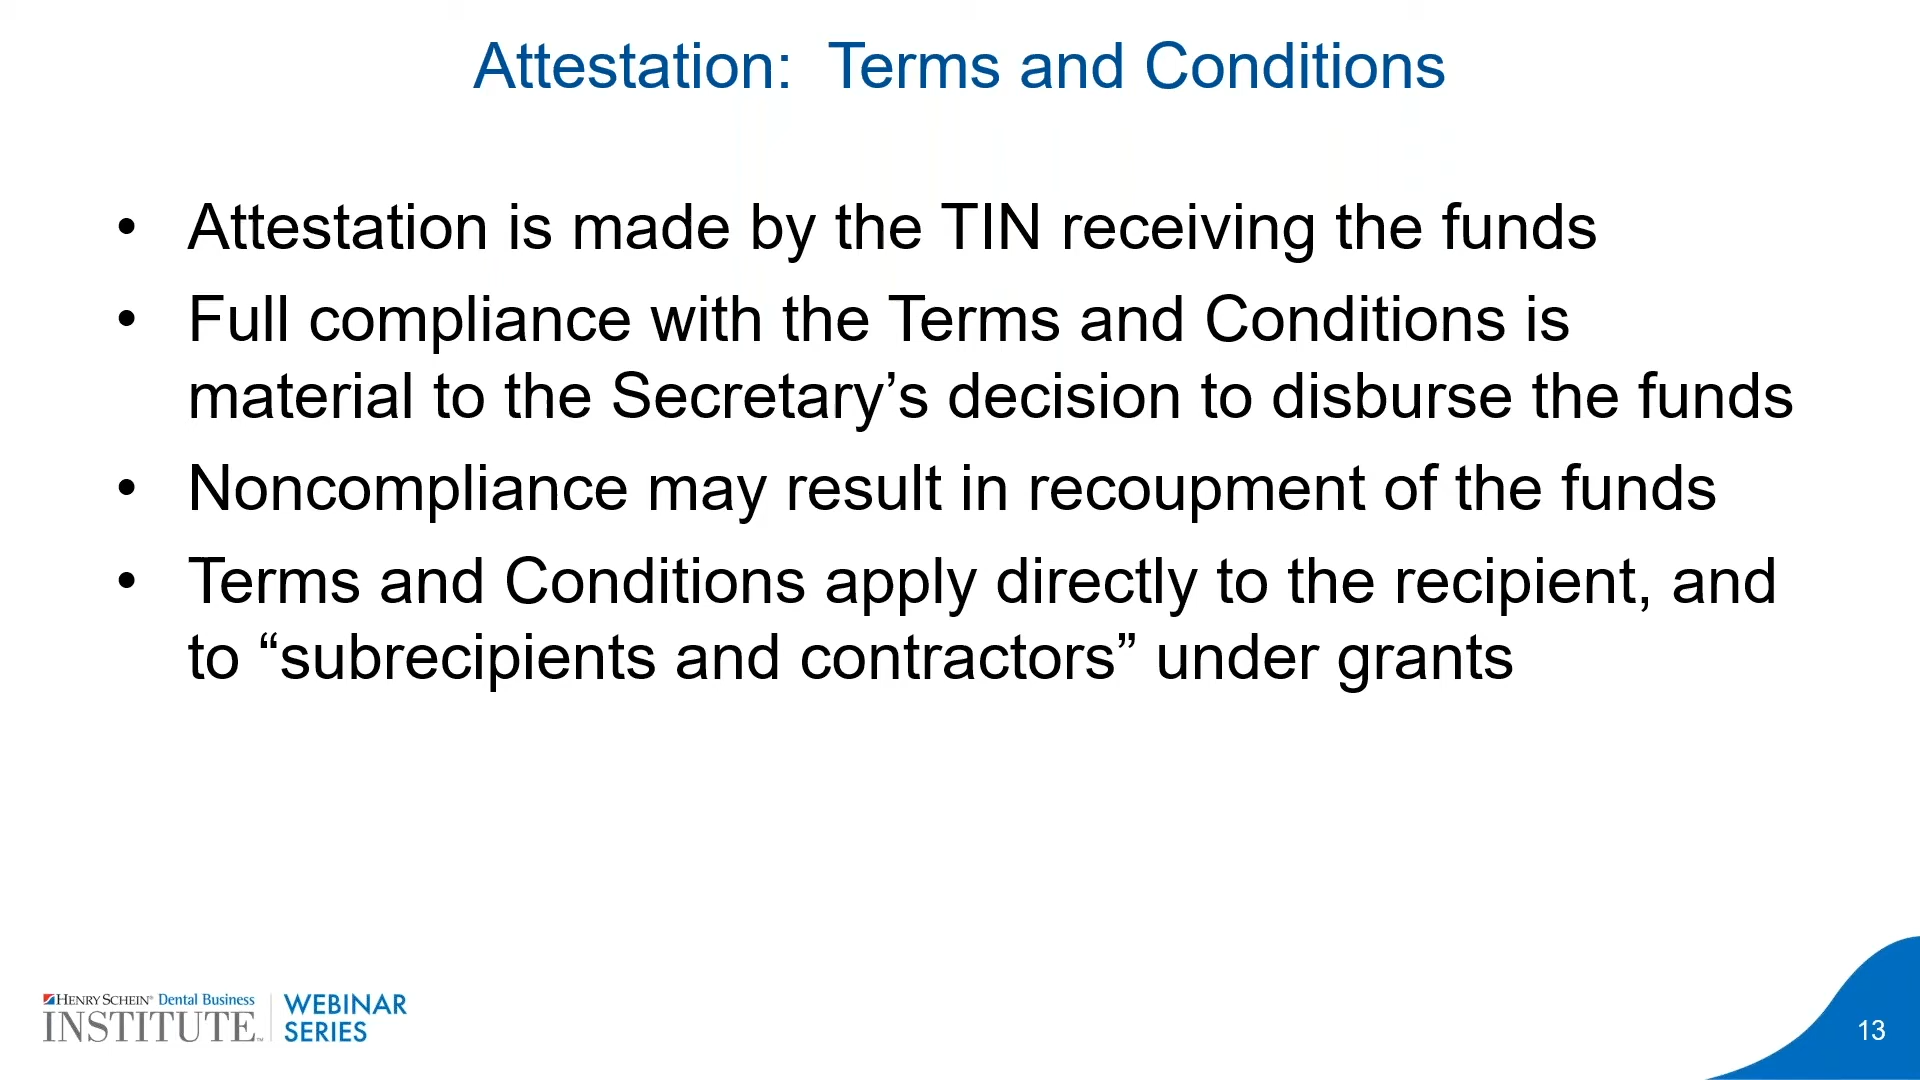 Attestation:  Terms and Conditions
• Attestation is made by the TIN receiving the funds
• Full compliance with the Terms and Conditions is
material to the Secretary’s decision to disburse the funds
• Noncompliance may result in recoupment of the funds
• Terms and Conditions apply directly to the recipient, and
to “subrecipients and contractors” under grants
HENRY SCHEIN® Dental Business
INSTITUTE™
WEBINAR
SERIES
13